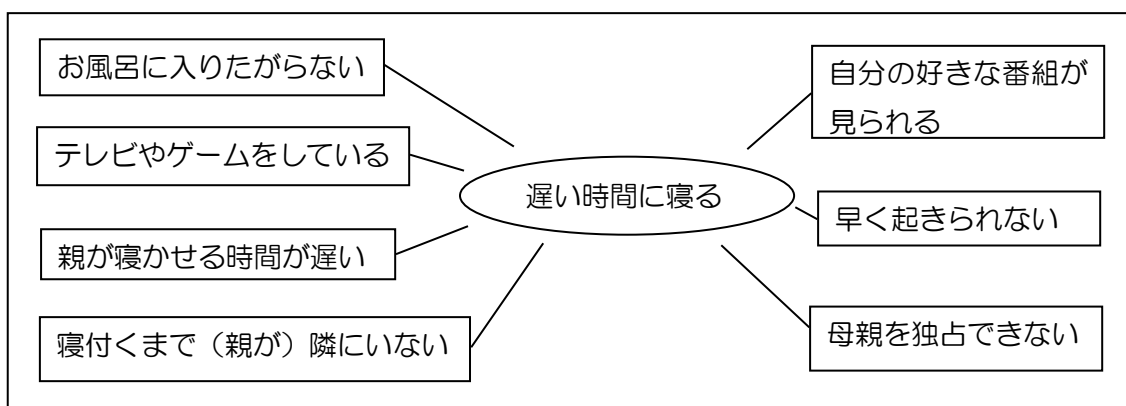 お風呂に入りたがらない
テレビやゲームをしている
親が寝かせる時間が遅い
寝付くまで（親が）隣にいない
遅い時間に寝る
自分の好きな番組が
見られる
早く起きられない
母親を独占できない